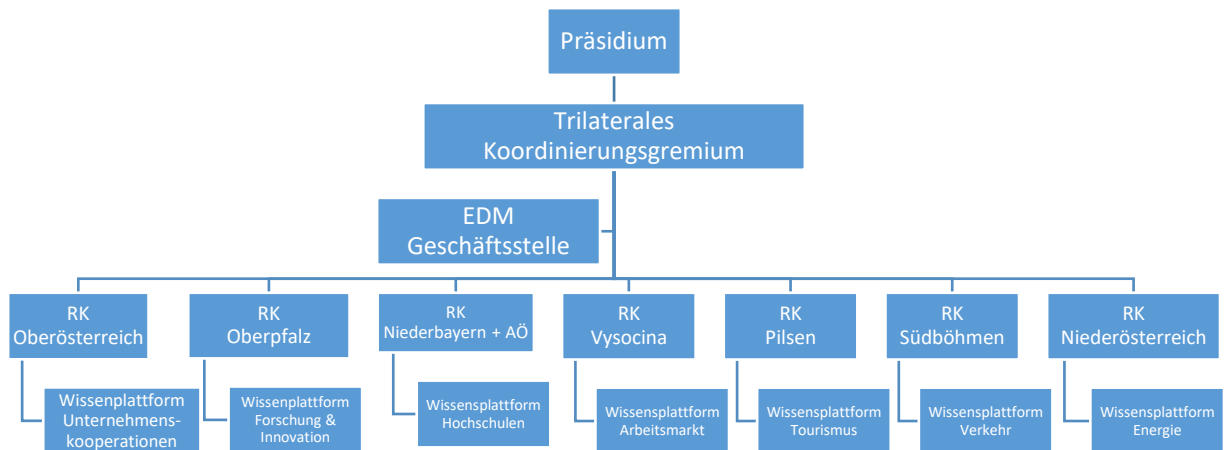 Präsidium
Trilaterales
Koordinierungsgremium
EDM
Geschäftsstelle
RK
Oberösterreich
RK
Oberpfalz
RK
Niederbayern + AÖ
RK
Vysocina
RK
Pilsen
RK
Südböhmen
RK
Niederösterreich
Wissenplattform
Unternehmens-
kooperationen
Wissenplattform
Forschung &
Innovation
Wissensplattform
Hochschulen
Wissensplattform
Arbeitsmarkt
Wissensplattform
Tourismus
Wissensplattform
Verkehr
Wissensplattform
Energie